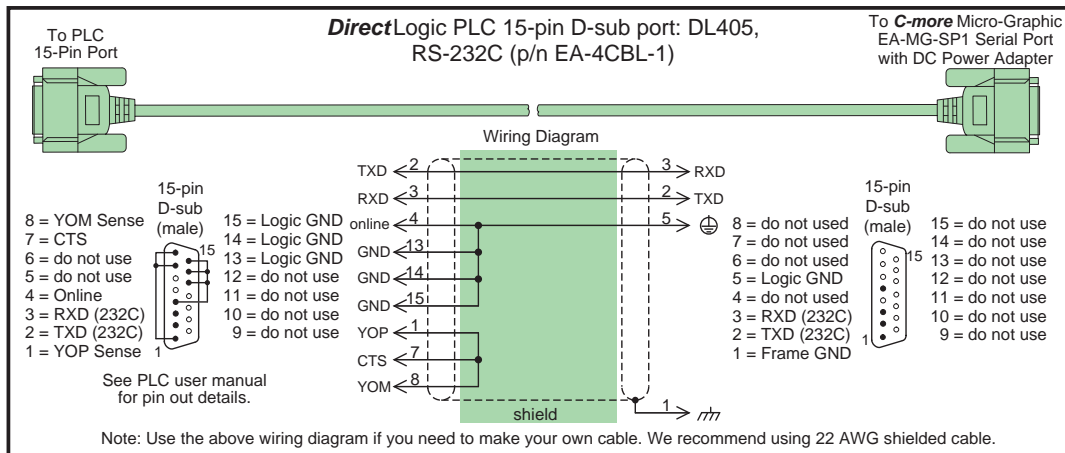 To PLC
15-Pin Port
DirectLogic PLC 15-pin D-sub port: DL405,
RS-232C (p/n EA-4CBL-1)
To C-more Micro-Graphic
EA-MG-SP1 Serial Port
with DC Power Adapter
Wiring Diagram
TXD 2 3 RXD
RXD 3 2 TXD
online 4 5
GND 13
GND 14
GND 15
YOP 1
CTS 7
YOM 8
1
shield
8 = YOM Sense
7 = CTS
6 = do not use
5 = do not use
4 = Online
3 = RXD (232C)
2 = TXD (232C)
1 = YOP Sense
15-pin
D-sub
(male)
15
1
15 = Logic GND
14 = Logic GND
13 = Logic GND
12 = do not use
11 = do not use
10 = do not use
9 = do not use
See PLC user manual
for pin out details.
8 = do not used
7 = do not used
6 = do not used
5 = Logic GND
4 = do not used
3 = RXD (232C)
2 = TXD (232C)
1 = Frame GND
15-pin
D-sub
(male)
15
1
15 = do not use
14 = do not use
13 = do not use
12 = do not use
11 = do not use
10 = do not use
9 = do not use
Note: Use the above wiring diagram if you need to make your own cable. We recommend using 22 AWG shielded cable.